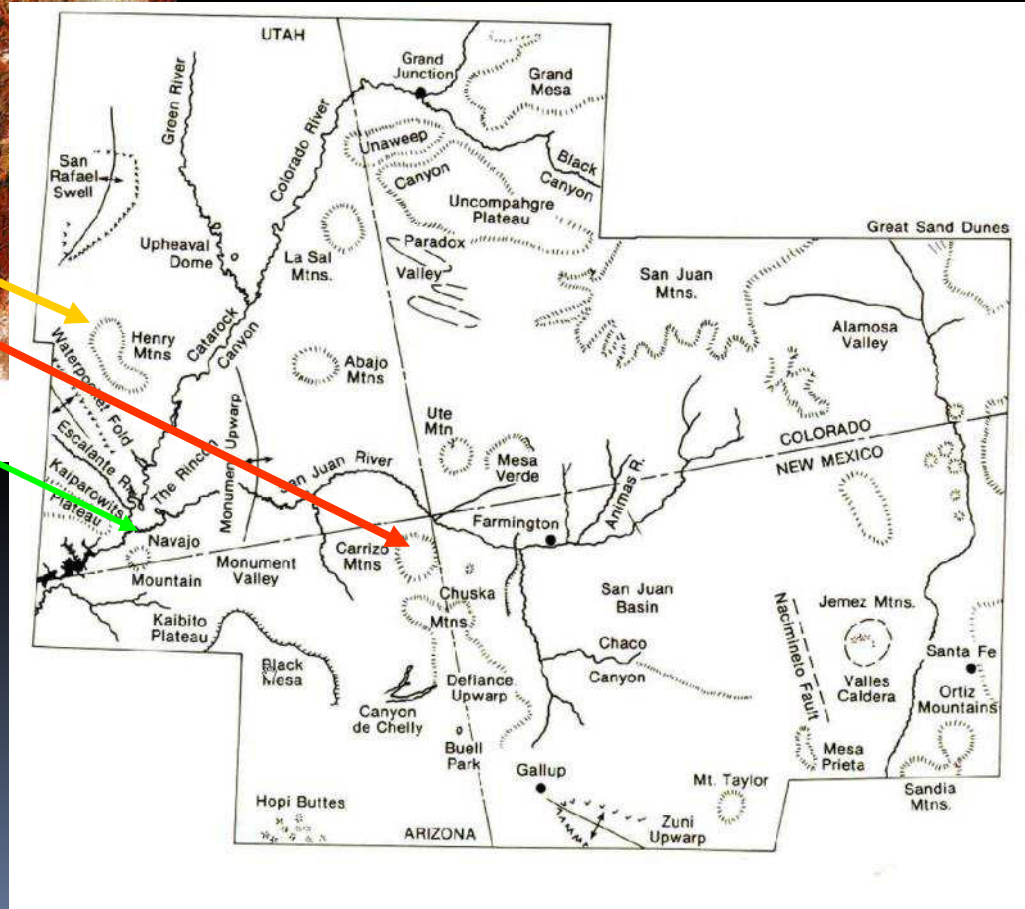 UTAH
Grand
Junction
Grand
Mesa
Green River
Colorado River
San
Rafael
Swell
Unaweep
Canyon
Black
Canyon
Uncompahgre
Plateau
Great Sand Dunes
Upheaval
Dome
La Sal
Mtns.
Paradox
Valley
San Juan
Mtns.
Henry
Mtns
Catarock
Canyon
Alamosa
Valley
Abajo
Mtns
Waterpocket Fold
Ute
Mtn
Mesa
Verde
COLORADO
NEW MEXICO
Escalante
The Rincon
Monument Upwarp
San Juan River
Animas R.
Kaiparowits
Plateau
Farmington
Navajo
Mountain
Monument
Valley
Carrizo
Mtns
Chuska
Mtns
San Juan
Basin
Nacimineto Fault
Jemez Mtns.
Kaibito
Plateau
Chaco
Canyon
Santa Fe
Black
Mesa
Defiance
Upwarp
Valles
Caldera
Ortiz
Mountains
Canyon
de Chelly
Buell
Park
Mesa
Prieta
Gallup
Mt. Taylor
Sandia
Mtns.
Hopi Buttes
Zuni
Upwarp
ARIZONA